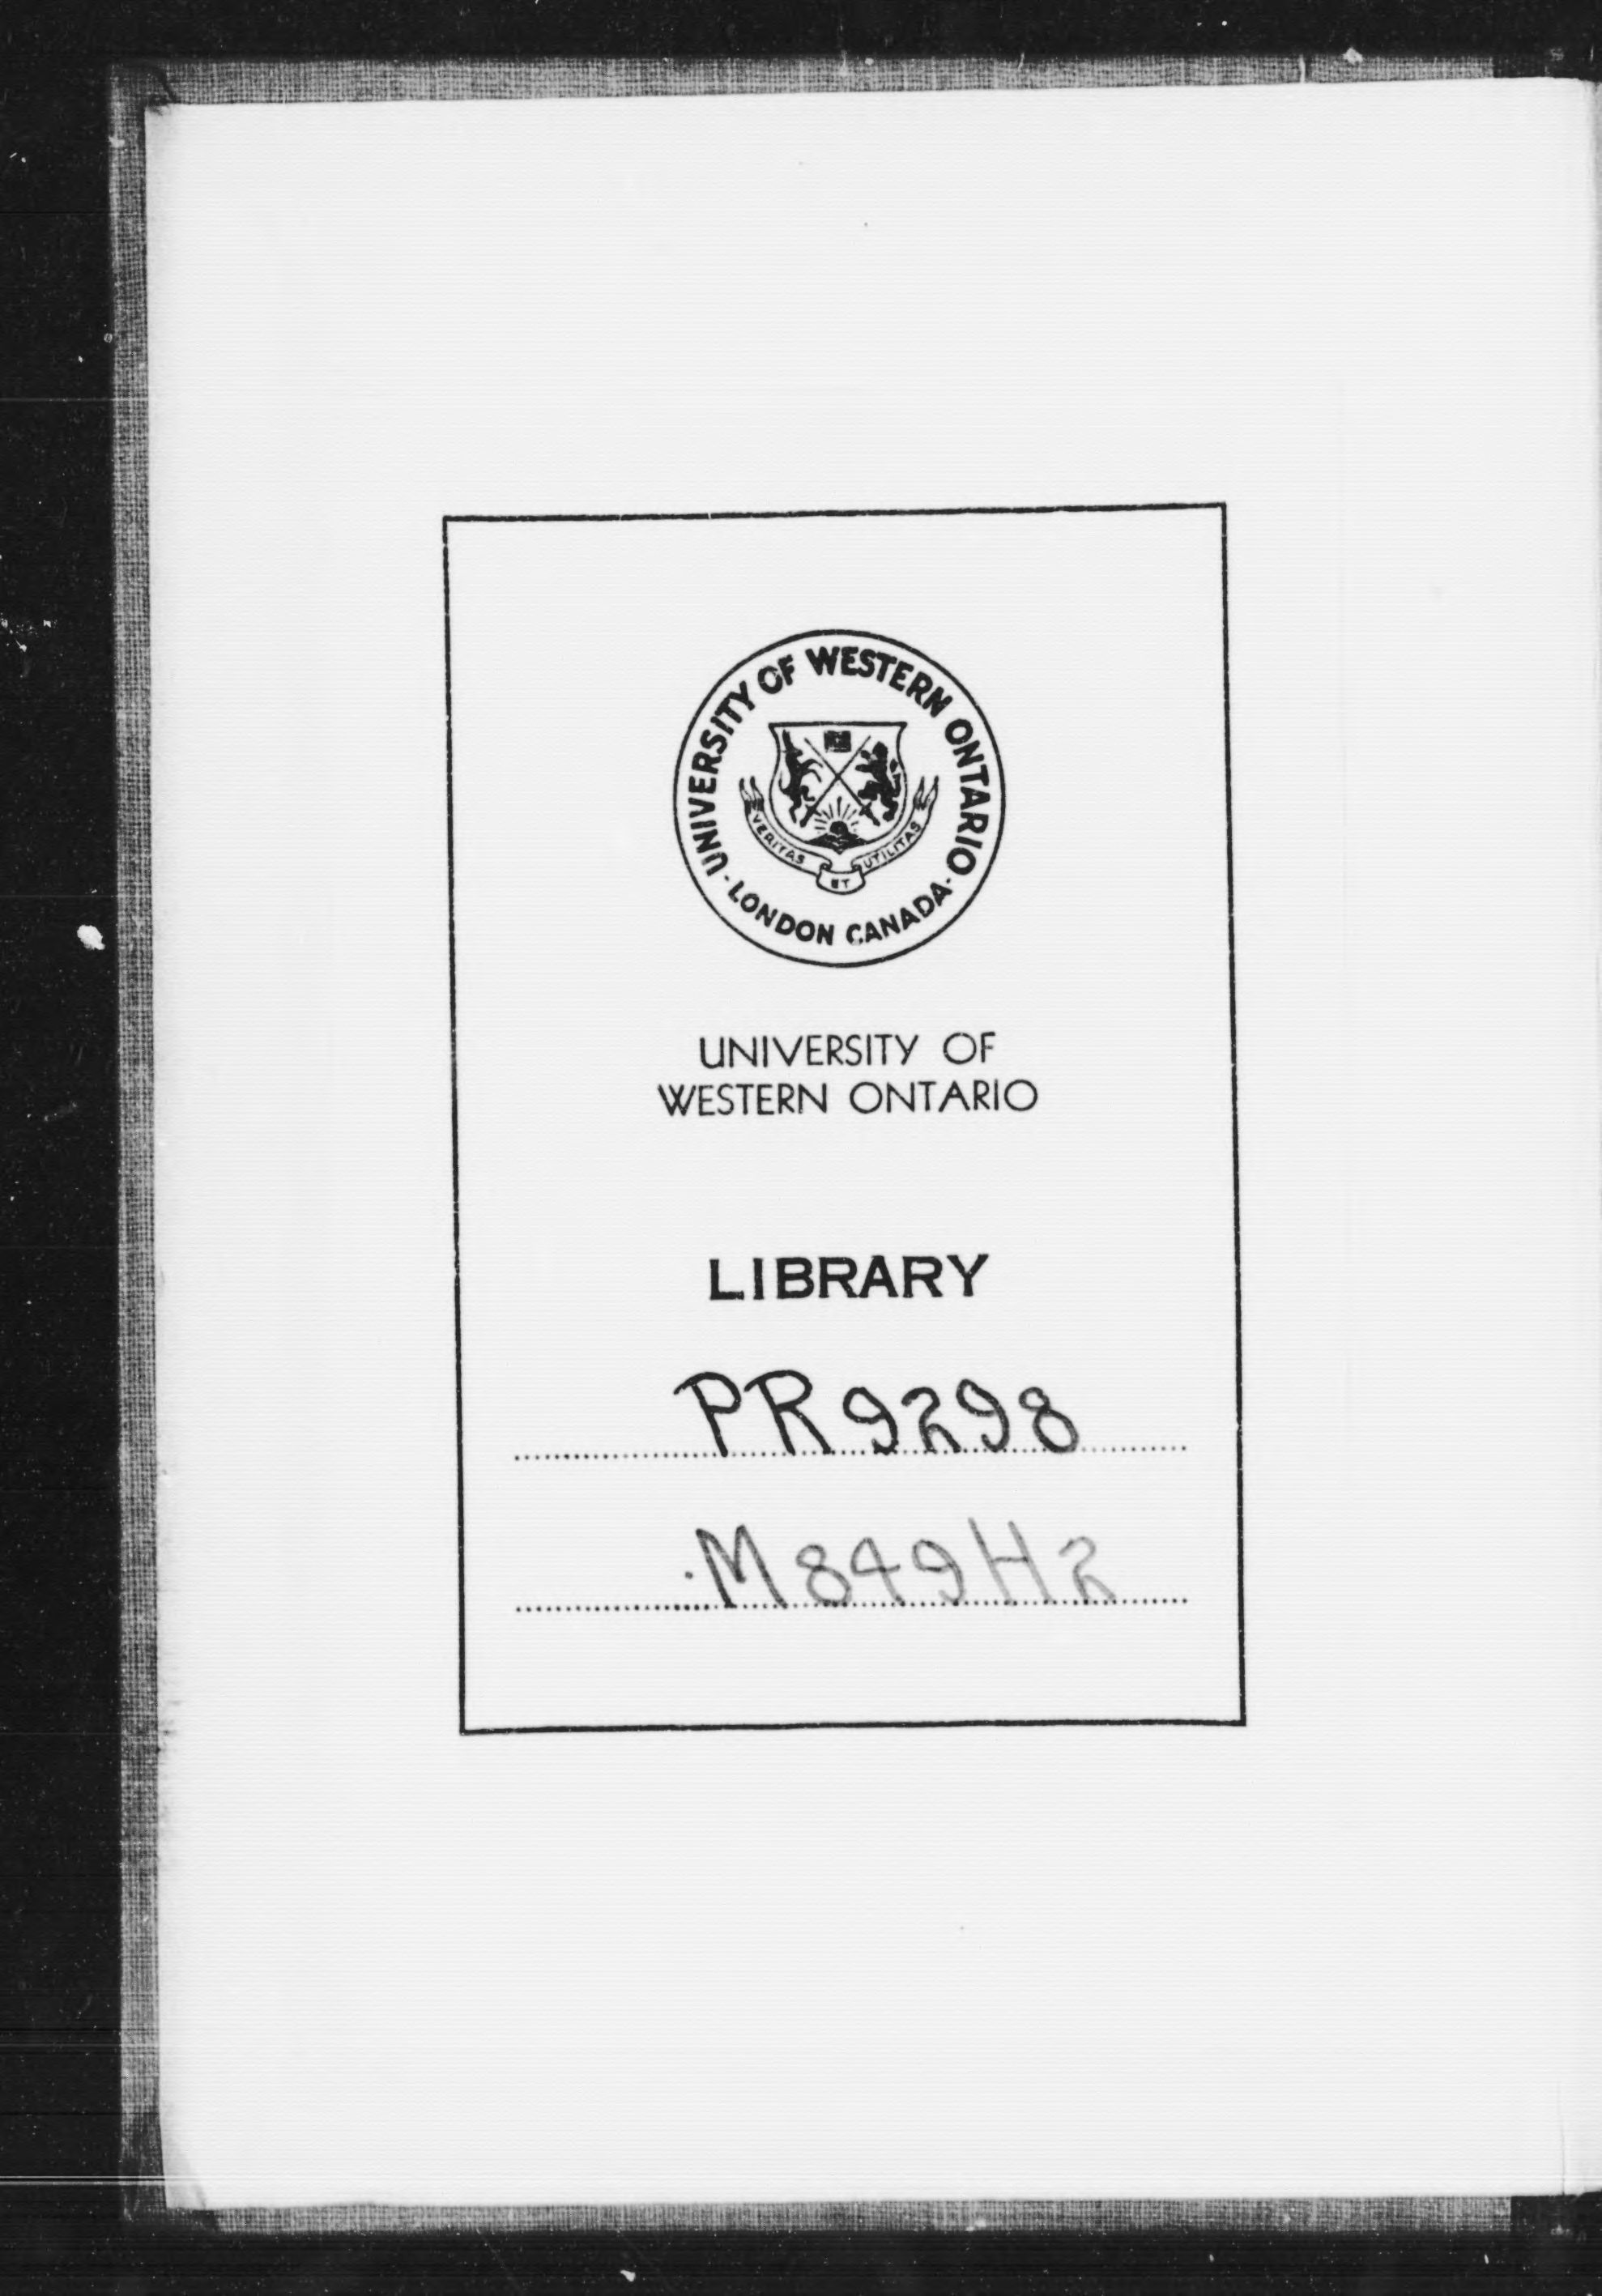 UNIVERSITY OF WESTERN ONTARIO
VERITAS ET UTILITAS
· LONDON CANADA ·
UNIVERSITY OF
WESTERN ONTARIO
LIBRARY
PR9298
.M849H2